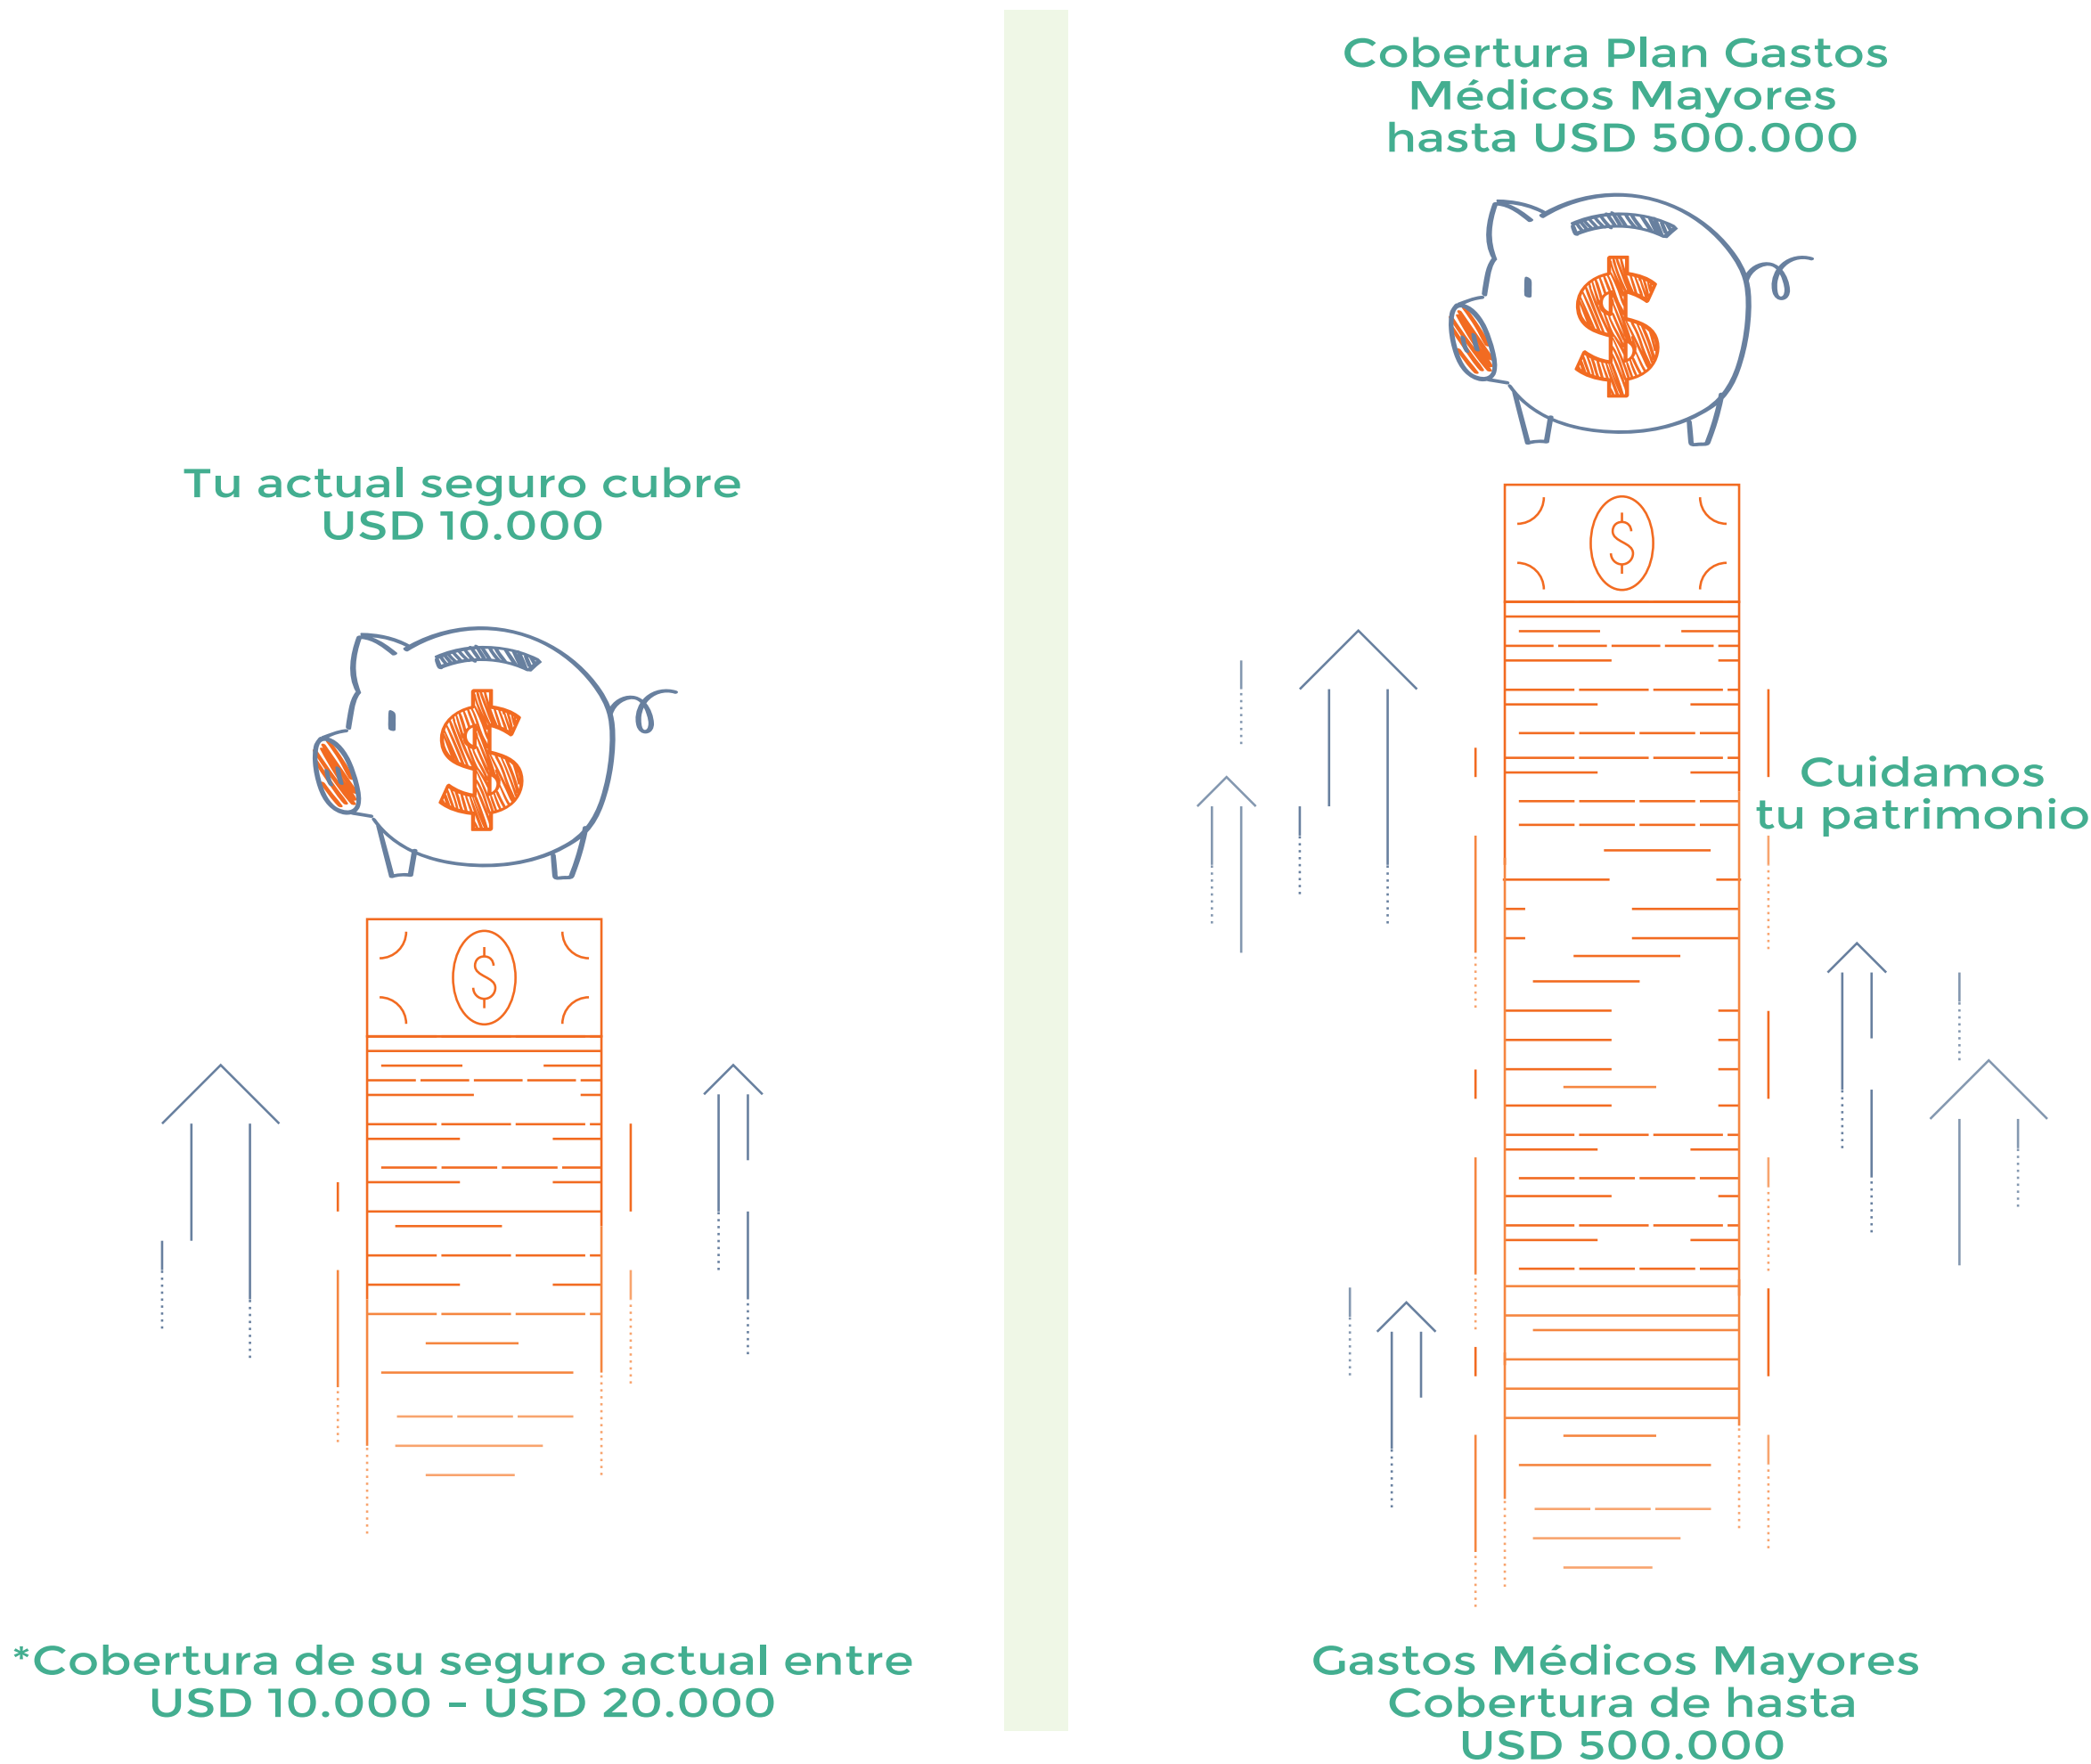 Tu actual seguro cubre
USD 10.000
*Cobertura de su seguro actual entre
USD 10.000 - USD 20.000
Cobertura Plan Gastos
Médicos Mayores
hasta USD 500.000
Cuidamos
tu patrimonio
Gastos Médicos Mayores
Cobertura de hasta
USD 500.000